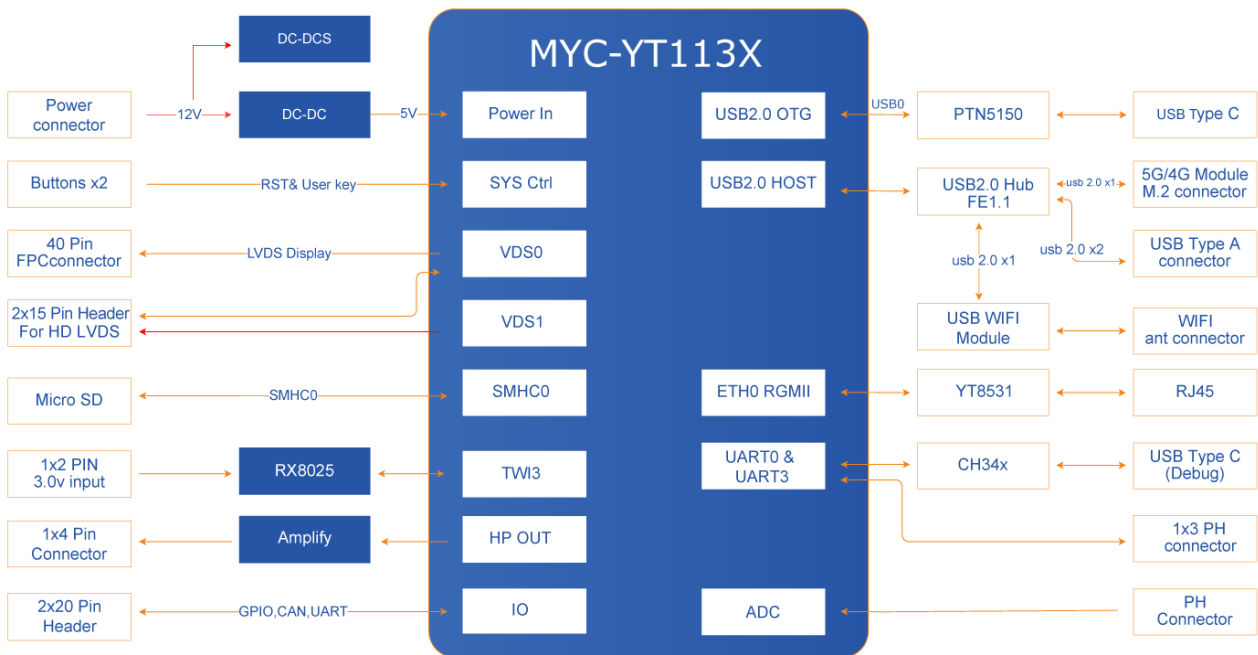 MYC-YT113X
DC-DCS
Power
connector
12V
DC-DC
5V
Power In
USB2.0 OTG
USB0
PTN5150
USB Type C
Buttons x2
RST& User key
SYS Ctrl
USB2.0 HOST
USB2.0 Hub
FE1.1
usb 2.0 x1
5G/4G Module
M.2 connector
40 Pin
FPCconnector
LVDS Display
VDS0
usb 2.0 x1
usb 2.0 x2
USB Type A
connector
2x15 Pin Header
For HD LVDS
VDS1
USB WIFI
Module
WIFI
ant connector
Micro SD
SMHC0
SMHC0
ETH0 RGMII
YT8531
RJ45
1x2 PIN
3.0v input
RX8025
TWI3
UART0 &
UART3
CH34x
USB Type C
(Debug)
1x4 Pin
Connector
Amplify
HP OUT
1x3 PH
connector
2x20 Pin
Header
GPIO,CAN,UART
IO
ADC
PH
Connector